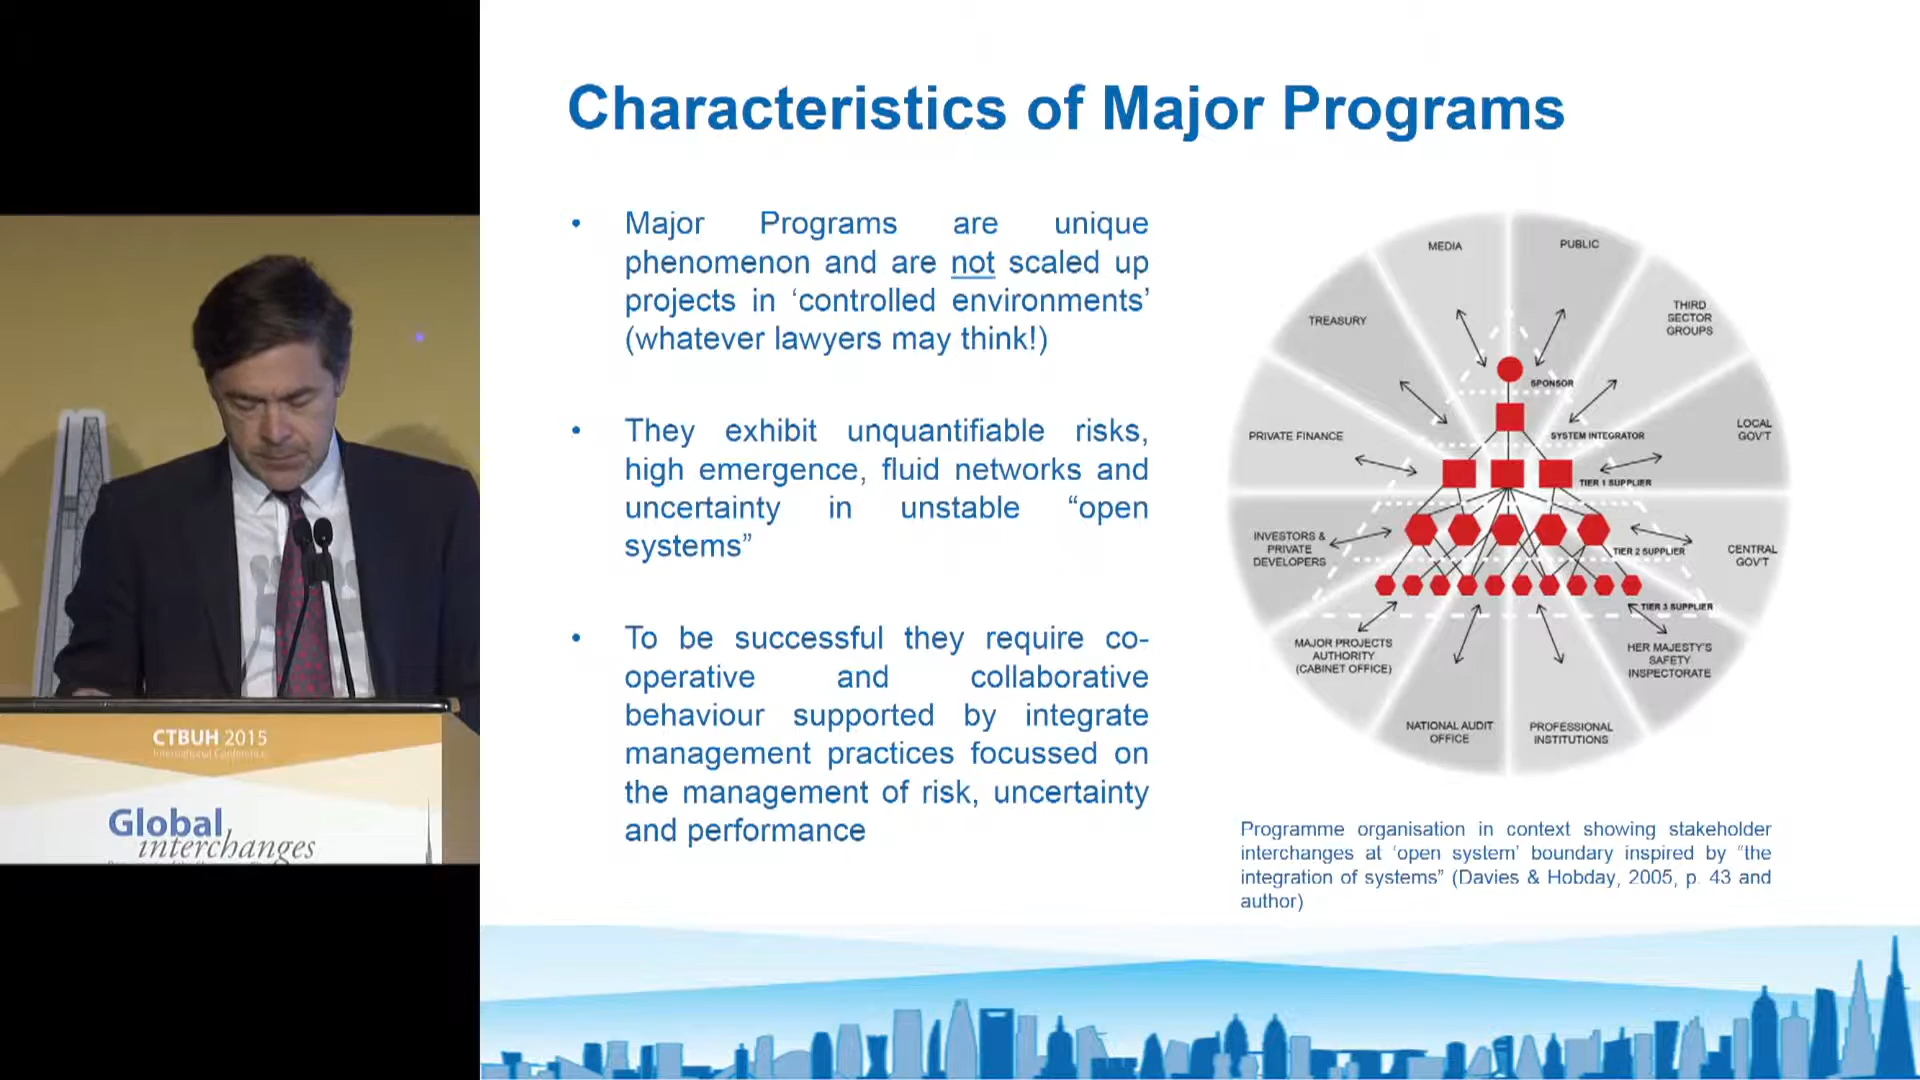 Characteristics of Major Programs
• Major Programs are unique
phenomenon and are not scaled up
projects in ‘controlled environments’
(whatever lawyers may think!)
• They exhibit unquantifiable risks,
high emergence, fluid networks and
uncertainty in unstable “open
systems”
• To be successful they require co-
operative and collaborative
behaviour supported by integrate
management practices focussed on
the management of risk, uncertainty
and performance
MEDIA
PUBLIC
TREASURY
THIRD
SECTOR
GROUPS
PRIVATE FINANCE
LOCAL
GOV'T
INVESTORS &
PRIVATE
DEVELOPERS
CENTRAL
GOV'T
MAJOR PROJECTS
AUTHORITY
(CABINET OFFICE)
HER MAJESTY'S
SAFETY
INSPECTORATE
NATIONAL AUDIT
OFFICE
PROFESSIONAL
INSTITUTIONS
SPONSOR
SYSTEM INTEGRATOR
TIER 1 SUPPLIER
TIER 2 SUPPLIER
TIER 3 SUPPLIER
Programme organisation in context showing stakeholder
interchanges at ‘open system’ boundary inspired by “the
integration of systems” (Davies & Hobday, 2005, p. 43 and
author)
CTBUH 2015
International Conference
Global
interchanges